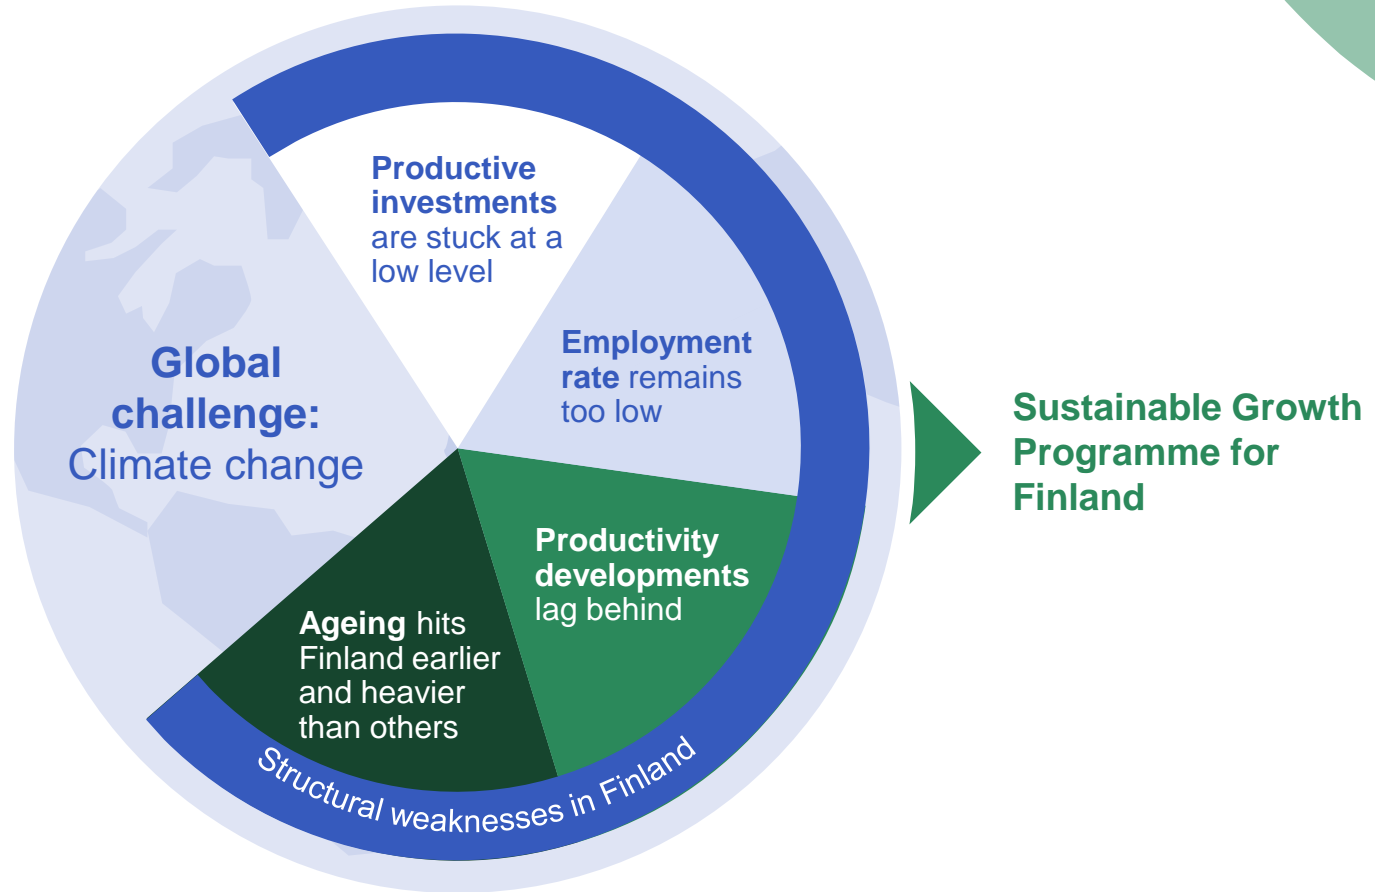 Productive
investments
are stuck at a
low level
Employment
rate remains
too low
Global
challenge:
Climate change
Sustainable Growth
Programme for
Finland
Productivity
developments
lag behind
Ageing hits
Finland earlier
and heavier
than others
Structural weaknesses in Finland